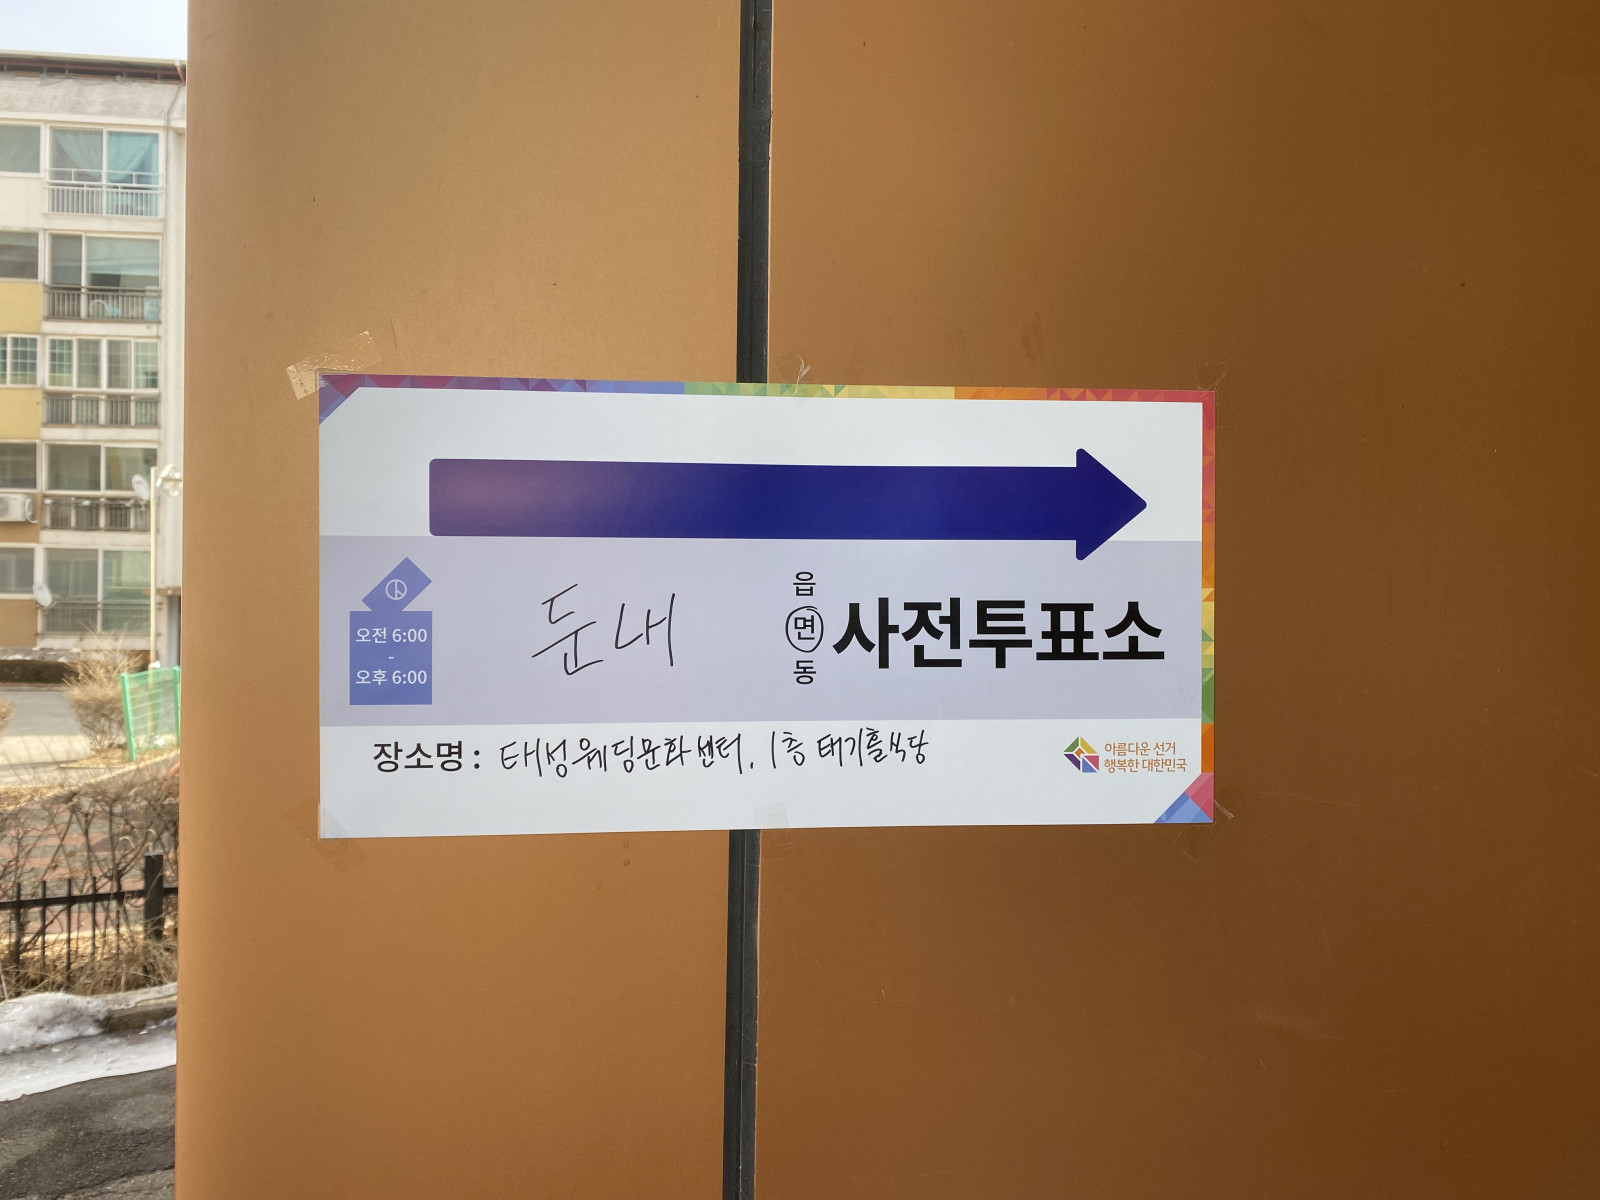 오전 6:00
-
오후 6:00
둔내
읍
면
동
사전투표소
장소명 : 태성웨딩문화센터, 1층 태기홀식당
아름다운 선거
행복한 대한민국